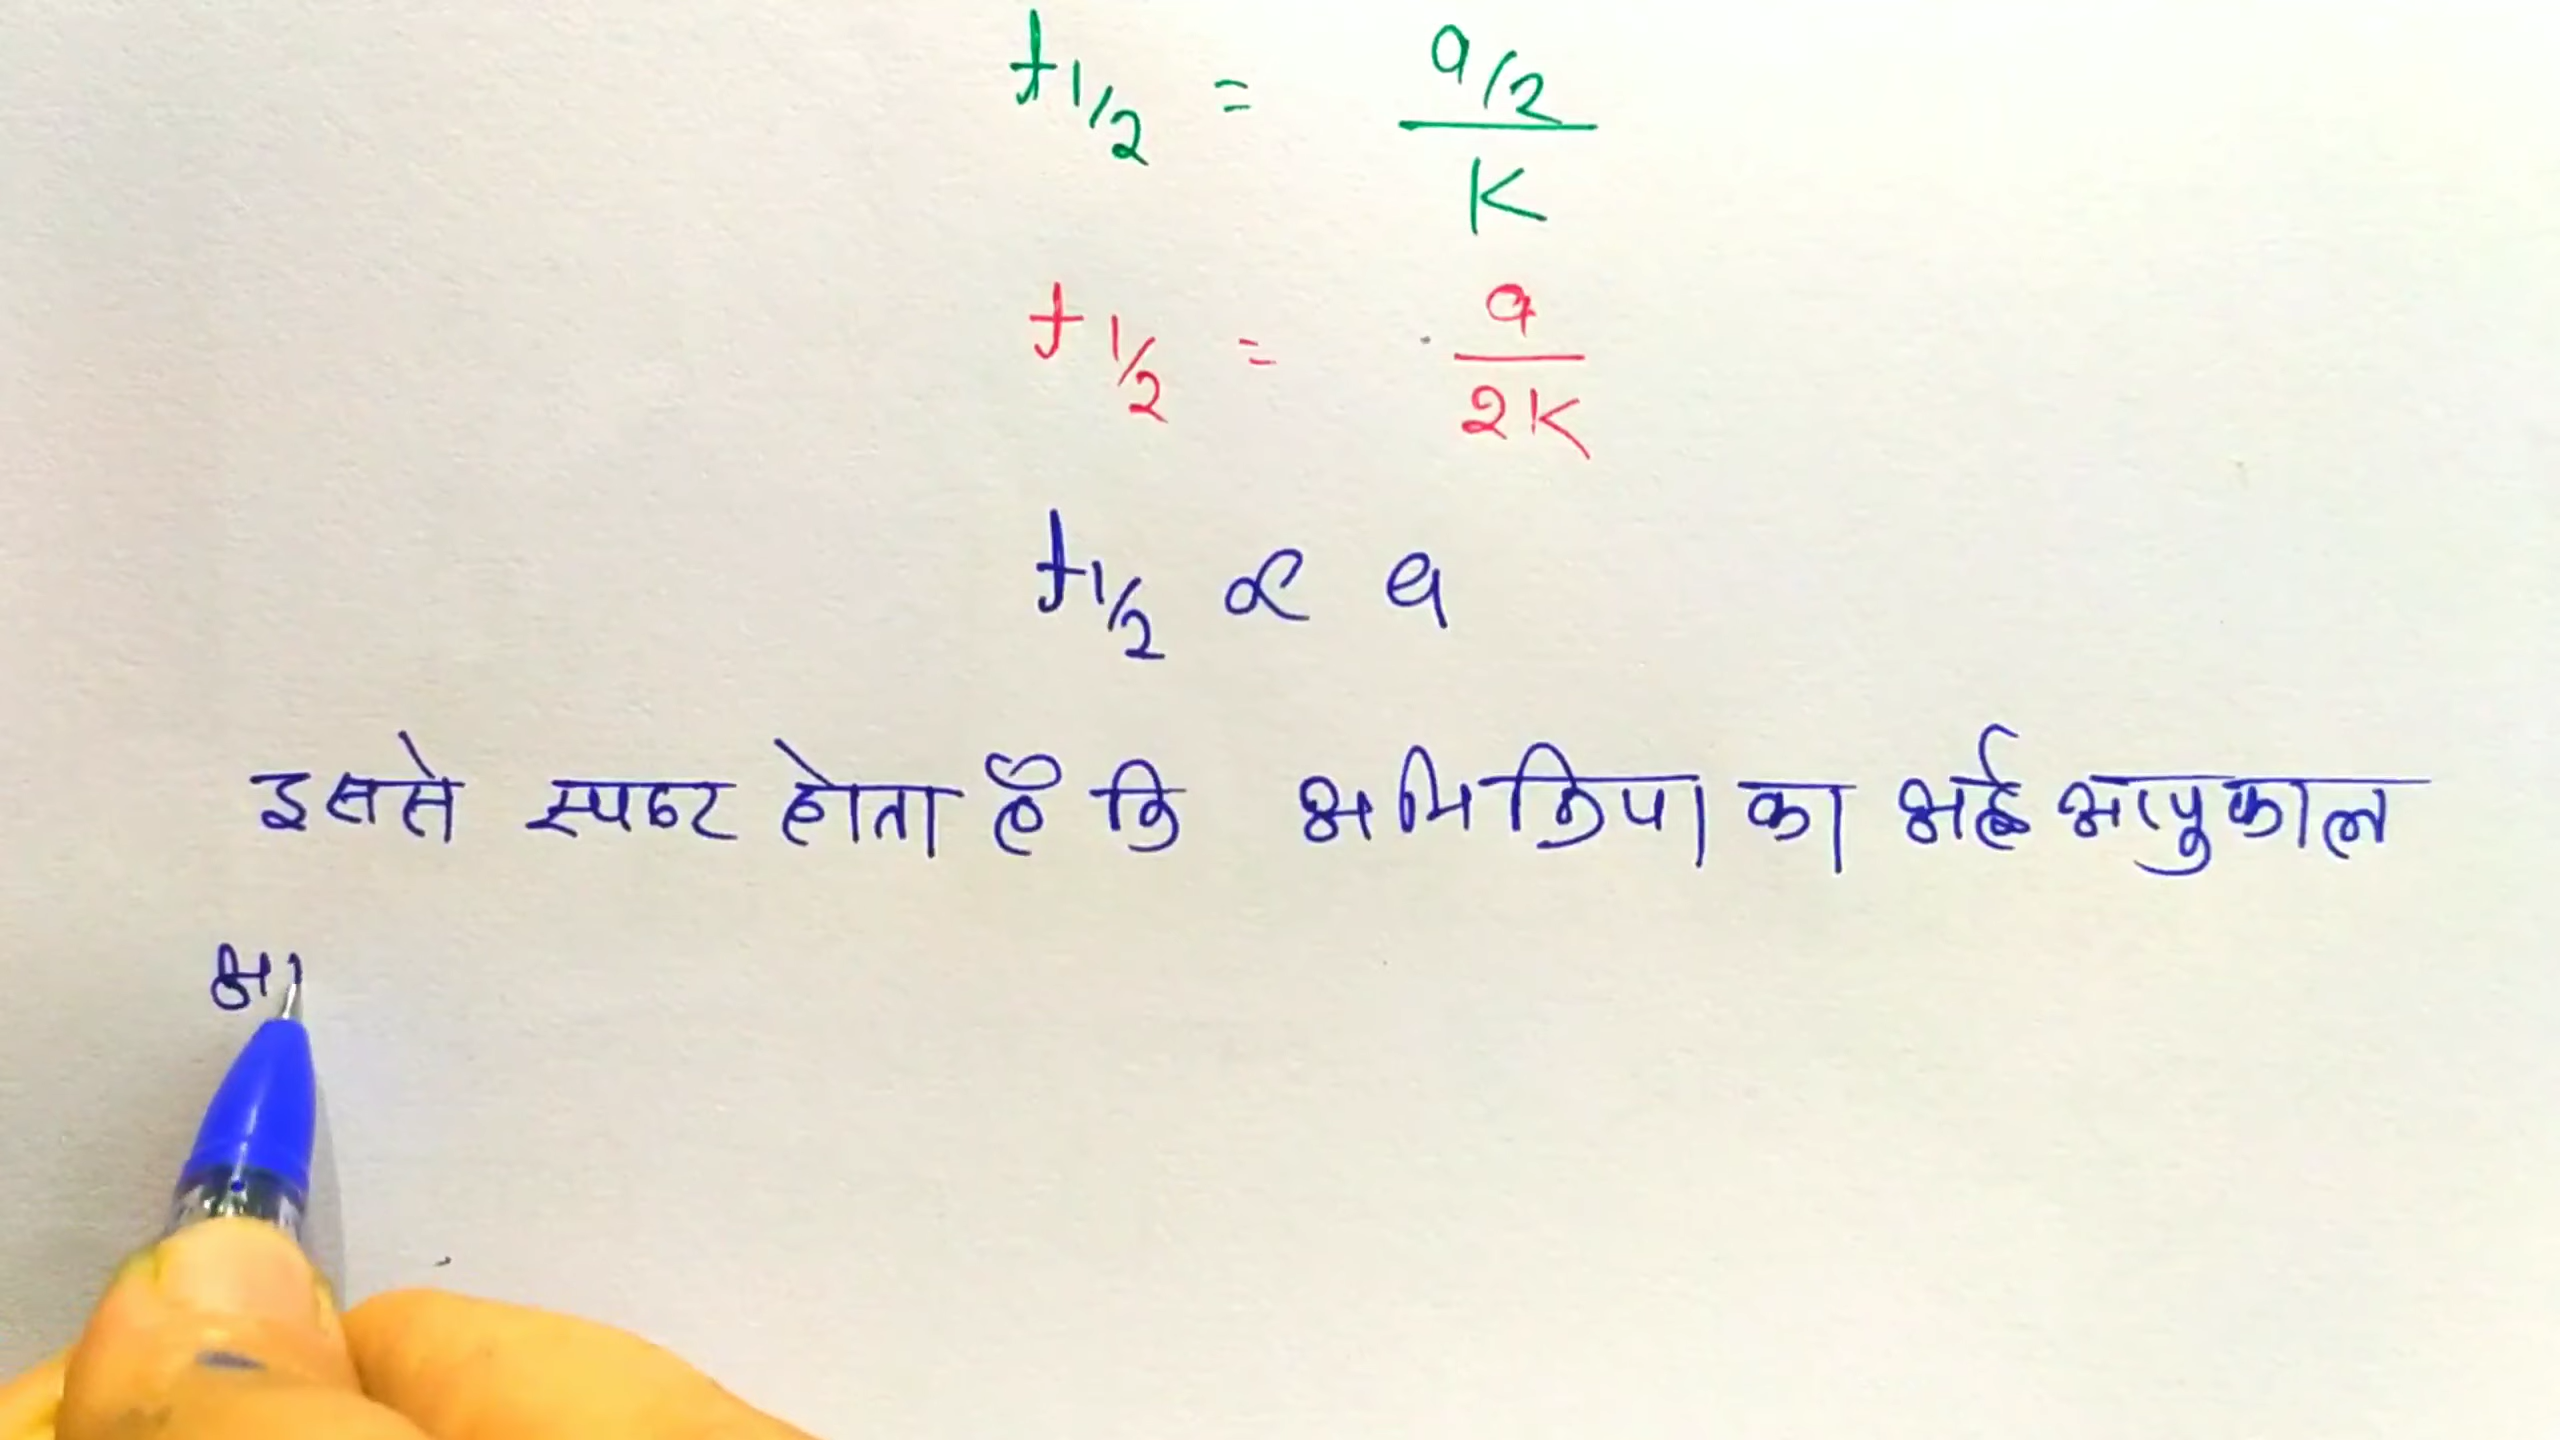 t1/2 = a/2 / K
t1/2 = a / 2K
t1/2 ∝ a
इससे स्पष्ट होता है कि अभिक्रिया का अर्द्ध आयुकाल
आ